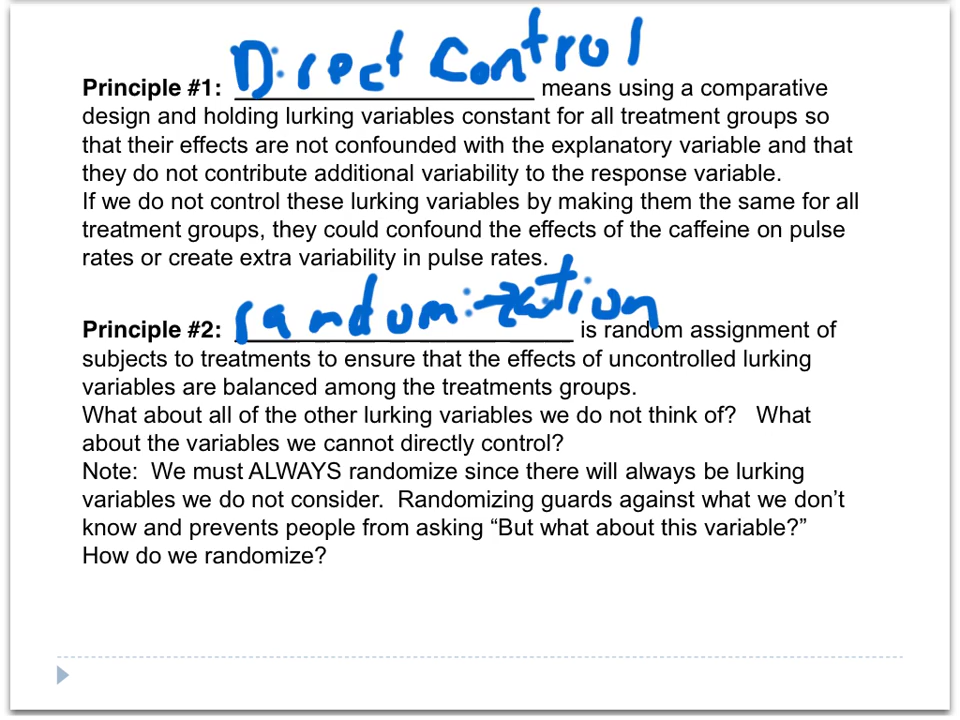 Principle #1: Direct Control means using a comparative
design and holding lurking variables constant for all treatment groups so
that their effects are not confounded with the explanatory variable and that
they do not contribute additional variability to the response variable.
If we do not control these lurking variables by making them the same for all
treatment groups, they could confound the effects of the caffeine on pulse
rates or create extra variability in pulse rates.
Principle #2: randomization is random assignment of
subjects to treatments to ensure that the effects of uncontrolled lurking
variables are balanced among the treatments groups.
What about all of the other lurking variables we do not think of? What
about the variables we cannot directly control?
Note: We must ALWAYS randomize since there will always be lurking
variables we do not consider. Randomizing guards against what we don’t
know and prevents people from asking “But what about this variable?”
How do we randomize?